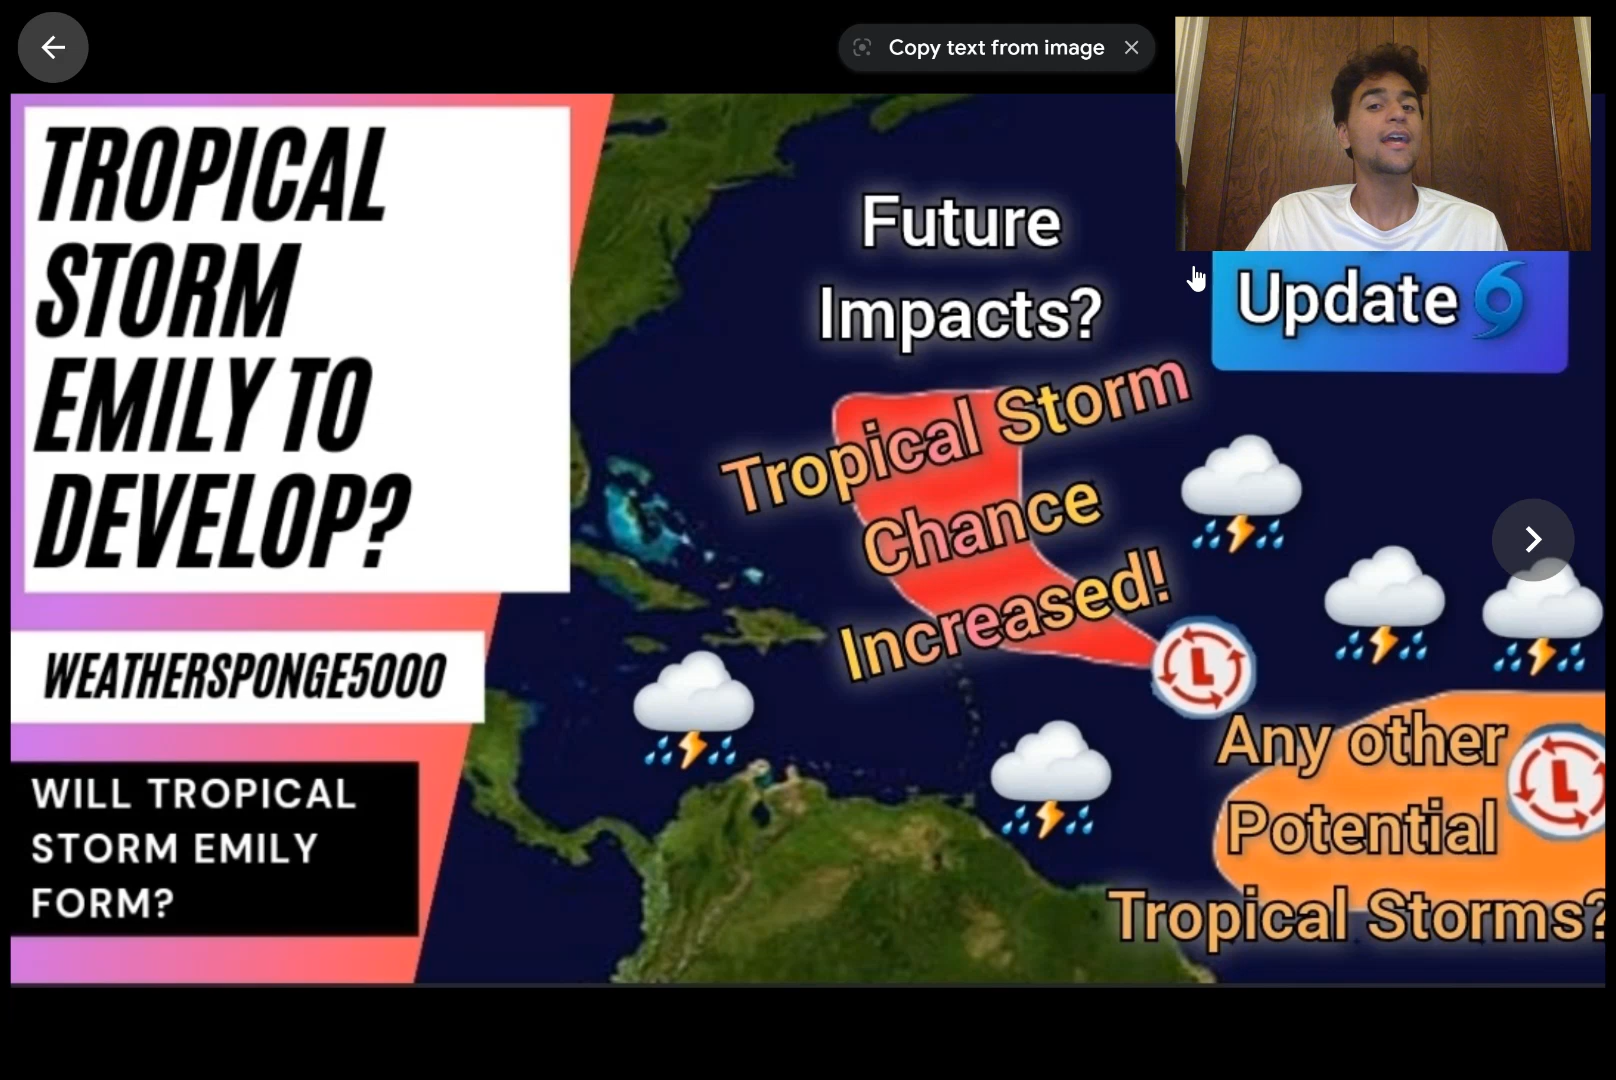 Copy text from image
TROPICAL
STORM
EMILY TO
DEVELOP?
WEATHERSPONGE5000
WILL TROPICAL
STORM EMILY
FORM?
Future
Impacts?
Update
Tropical Storm
Chance
Increased!
L
Any other
Potential
Tropical Storms?
L